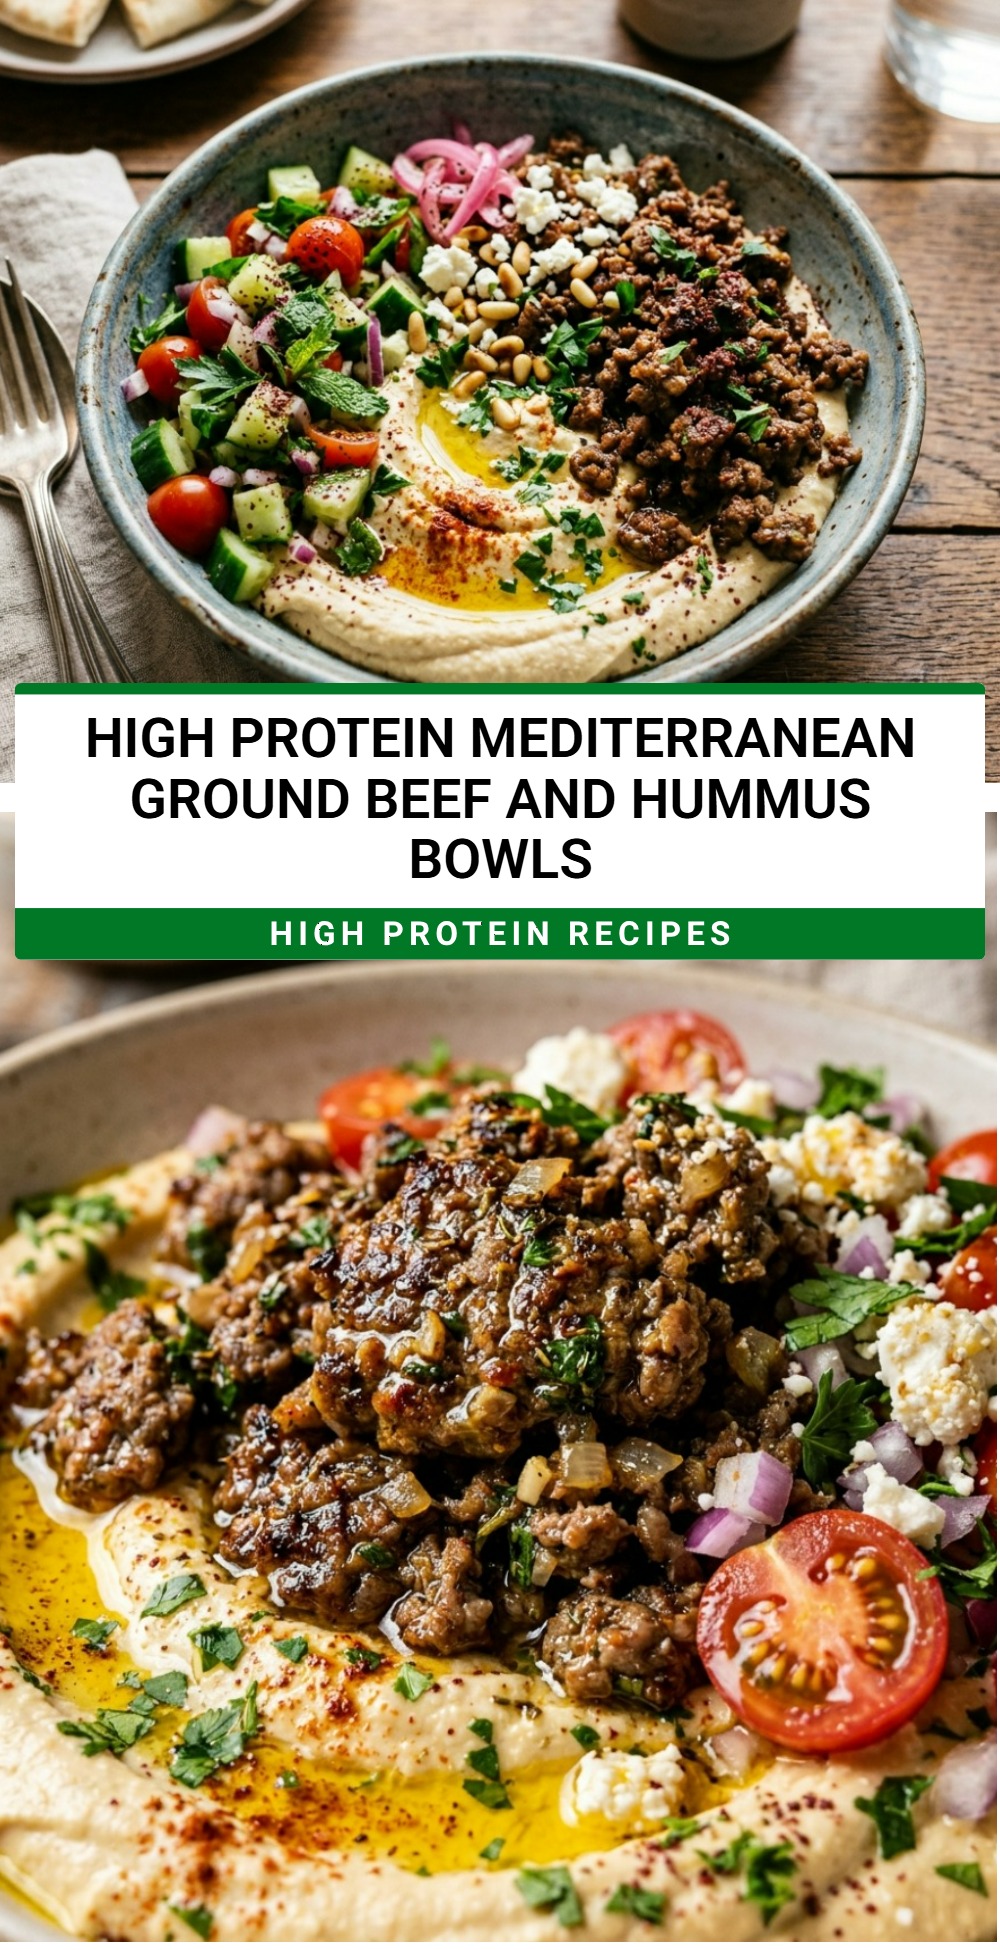 HIGH PROTEIN MEDITERRANEAN
GROUND BEEF AND HUMMUS
BOWLS
HIGH PROTEIN RECIPES